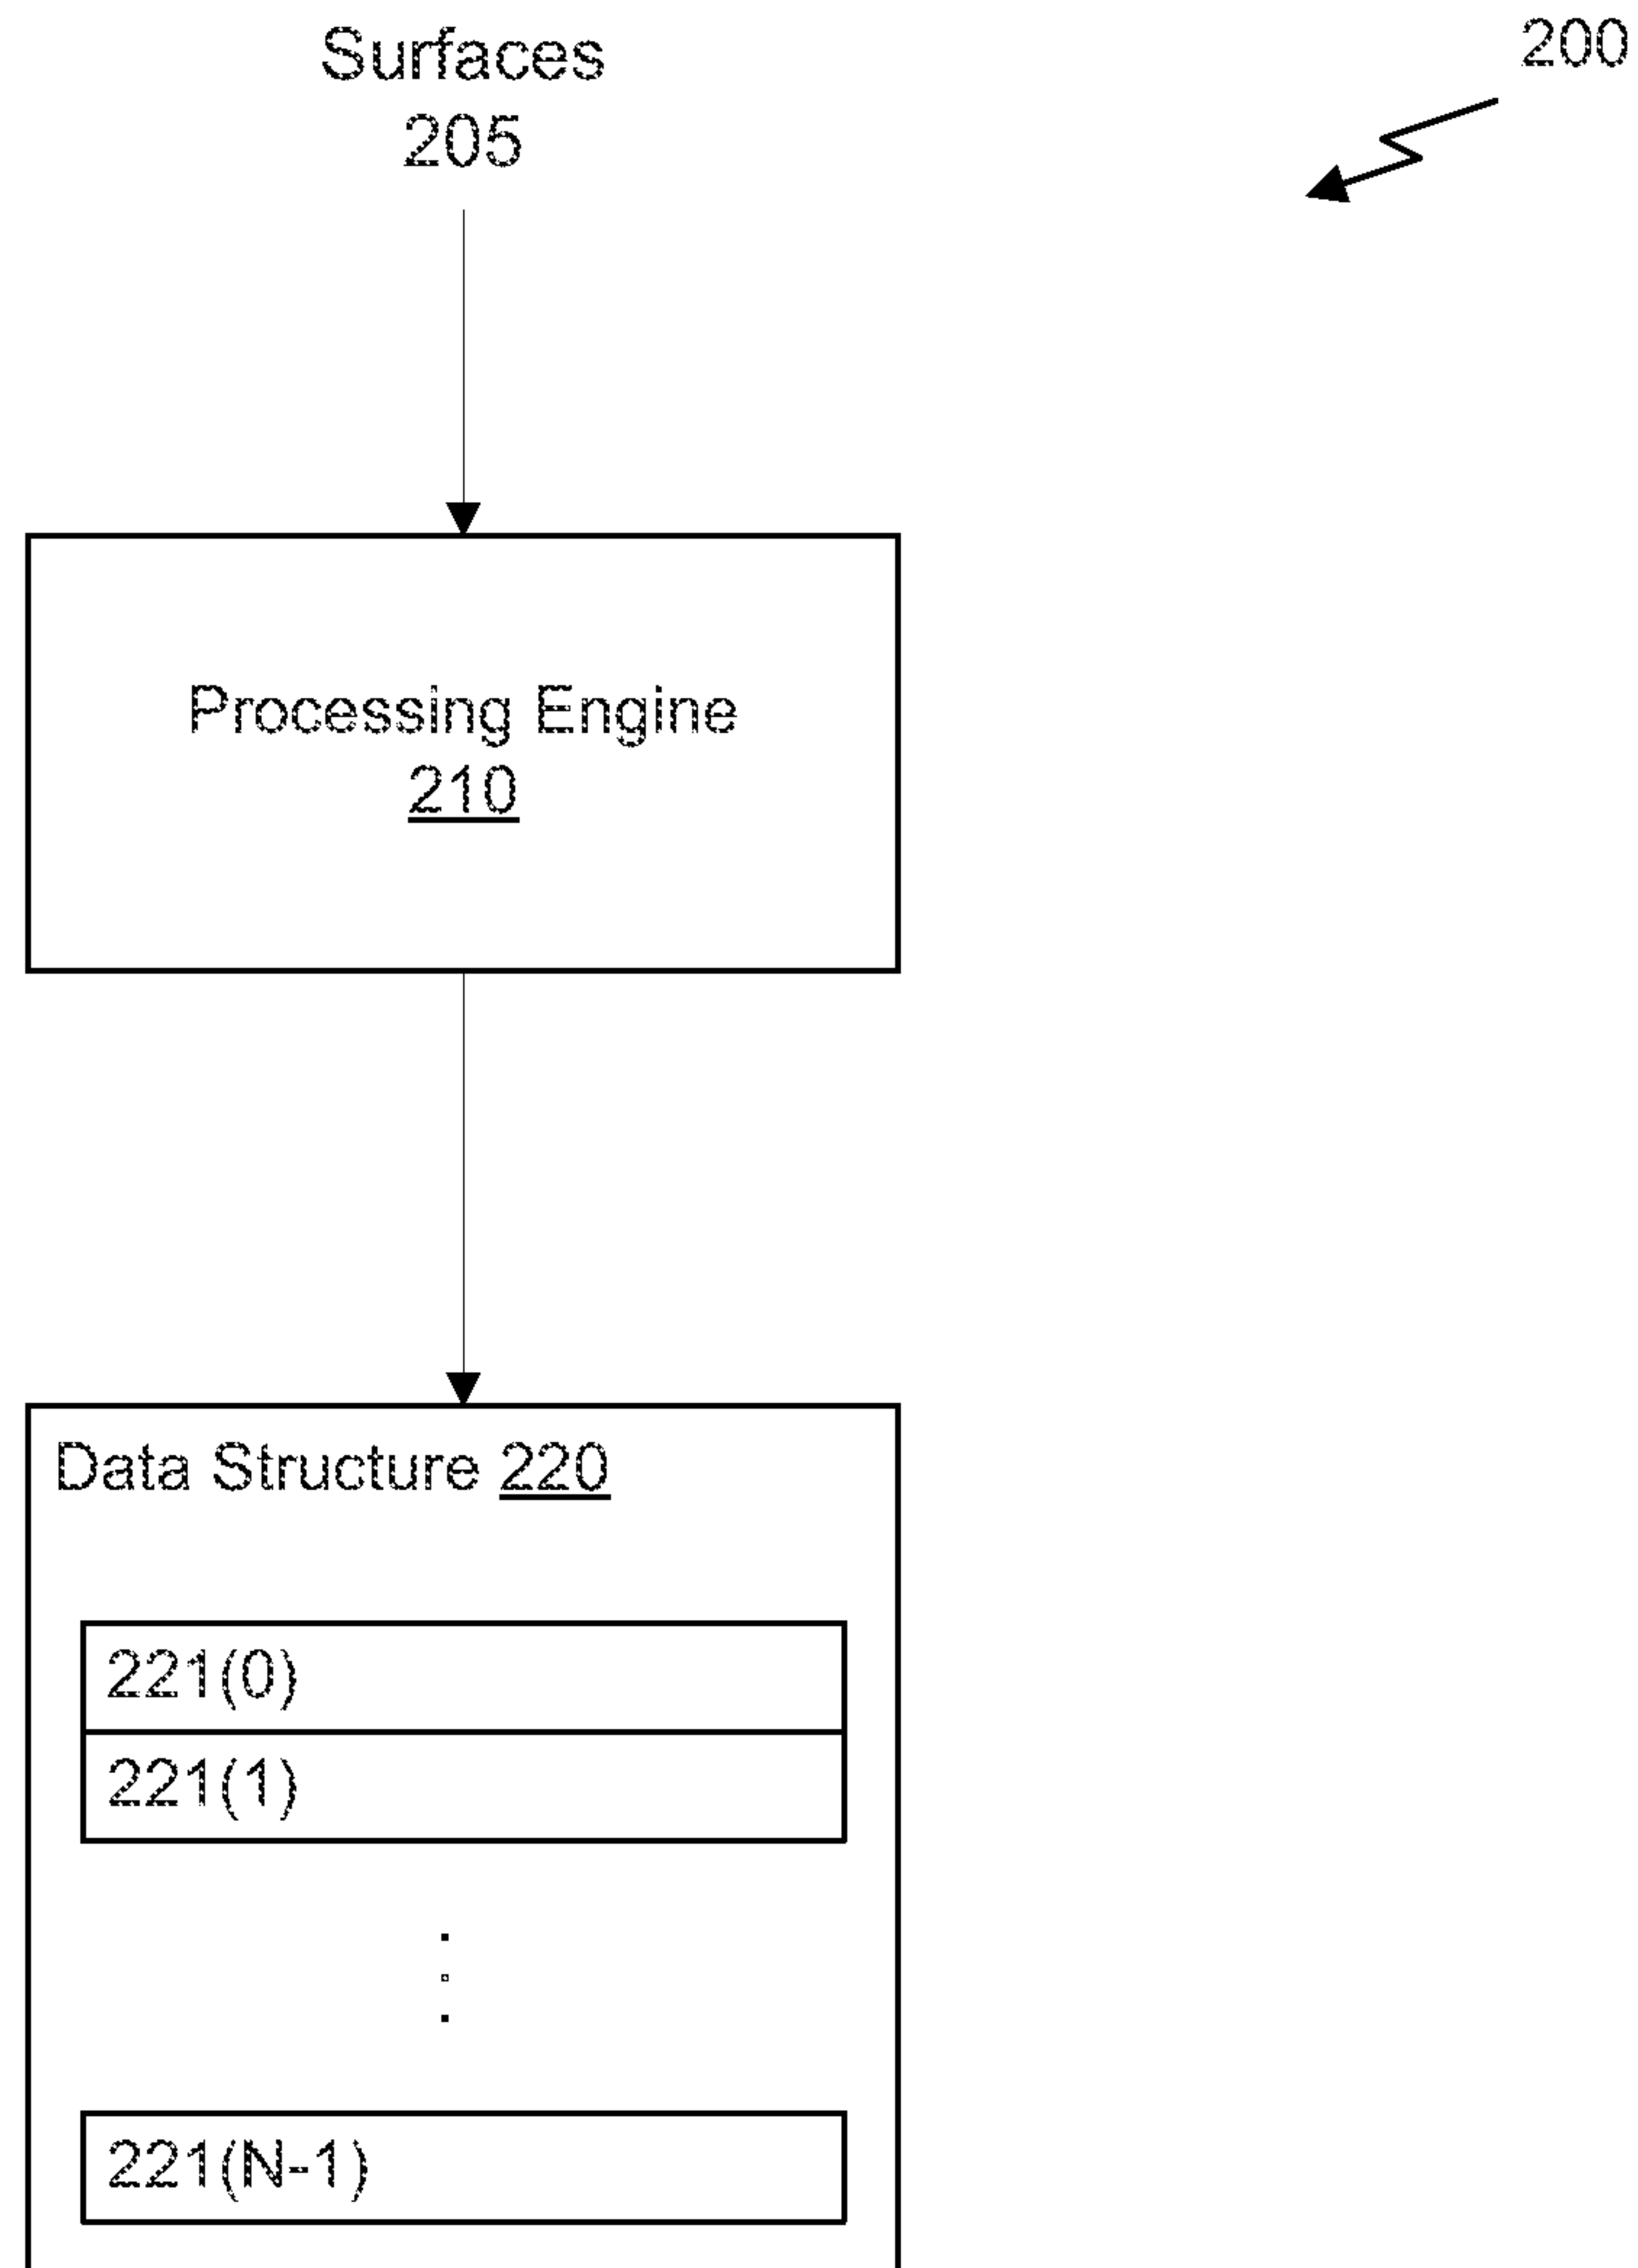 Surfaces
205
200
Processing Engine
210
Data Structure 220
221(0)
221(1)
221(N-1)